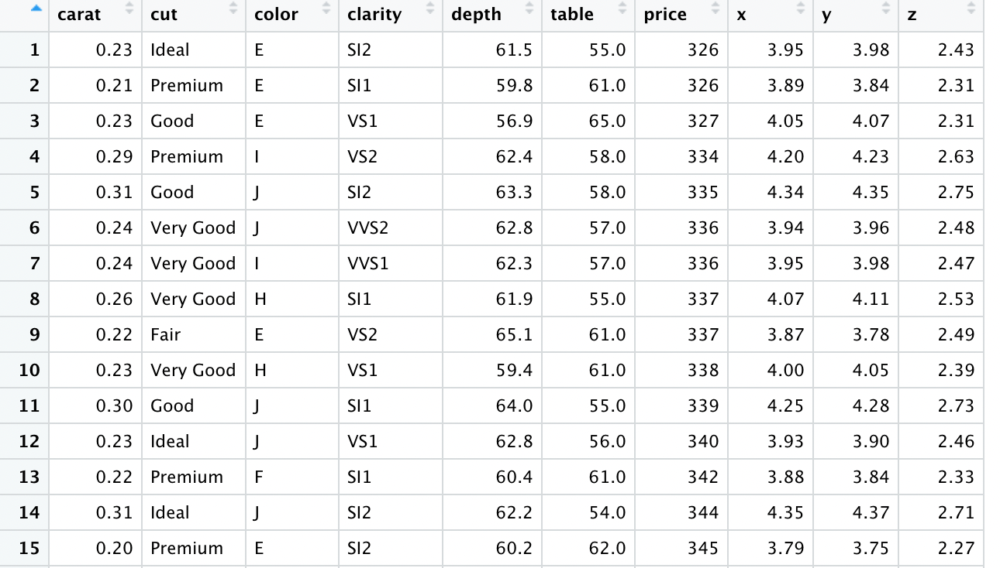 carat cut color clarity depth table price x y z
1 0.23 Ideal E SI2 61.5 55.0 326 3.95 3.98 2.43
2 0.21 Premium E SI1 59.8 61.0 326 3.89 3.84 2.31
3 0.23 Good E VS1 56.9 65.0 327 4.05 4.07 2.31
4 0.29 Premium I VS2 62.4 58.0 334 4.20 4.23 2.63
5 0.31 Good J SI2 63.3 58.0 335 4.34 4.35 2.75
6 0.24 Very Good J VVS2 62.8 57.0 336 3.94 3.96 2.48
7 0.24 Very Good I VVS1 62.3 57.0 336 3.95 3.98 2.47
8 0.26 Very Good H SI1 61.9 55.0 337 4.07 4.11 2.53
9 0.22 Fair E VS2 65.1 61.0 337 3.87 3.78 2.49
10 0.23 Very Good H VS1 59.4 61.0 338 4.00 4.05 2.39
11 0.30 Good J SI1 64.0 55.0 339 4.25 4.28 2.73
12 0.23 Ideal J VS1 62.8 56.0 340 3.93 3.90 2.46
13 0.22 Premium F SI1 60.4 61.0 342 3.88 3.84 2.33
14 0.31 Ideal J SI2 62.2 54.0 344 4.35 4.37 2.71
15 0.20 Premium E SI2 60.2 62.0 345 3.79 3.75 2.27